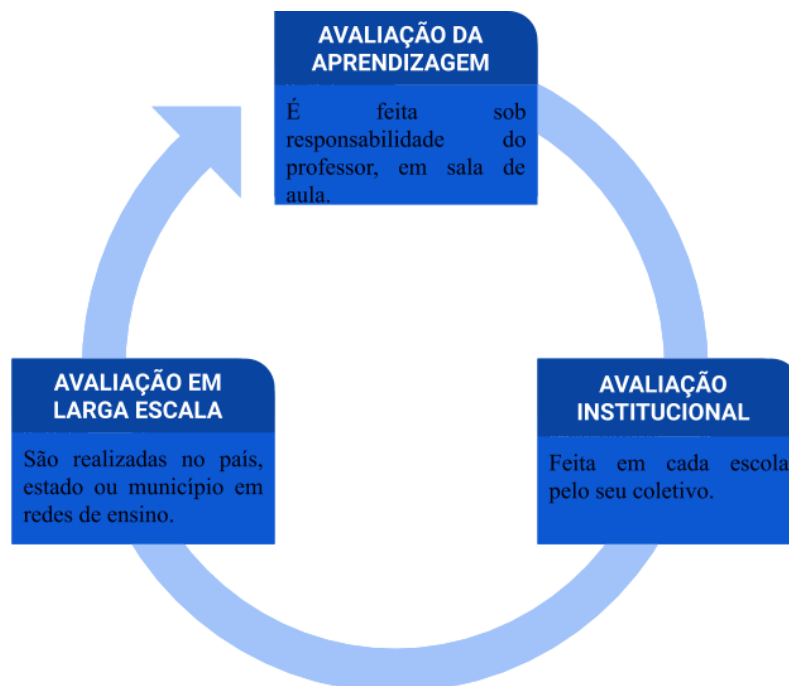 AVALIAÇÃO DA
APRENDIZAGEM
É feita sob
responsabilidade do
professor, em sala de
aula.
AVALIAÇÃO EM
LARGA ESCALA
São realizadas no país,
estado ou município em
redes de ensino.
AVALIAÇÃO
INSTITUCIONAL
Feita em cada escola
pelo seu coletivo.